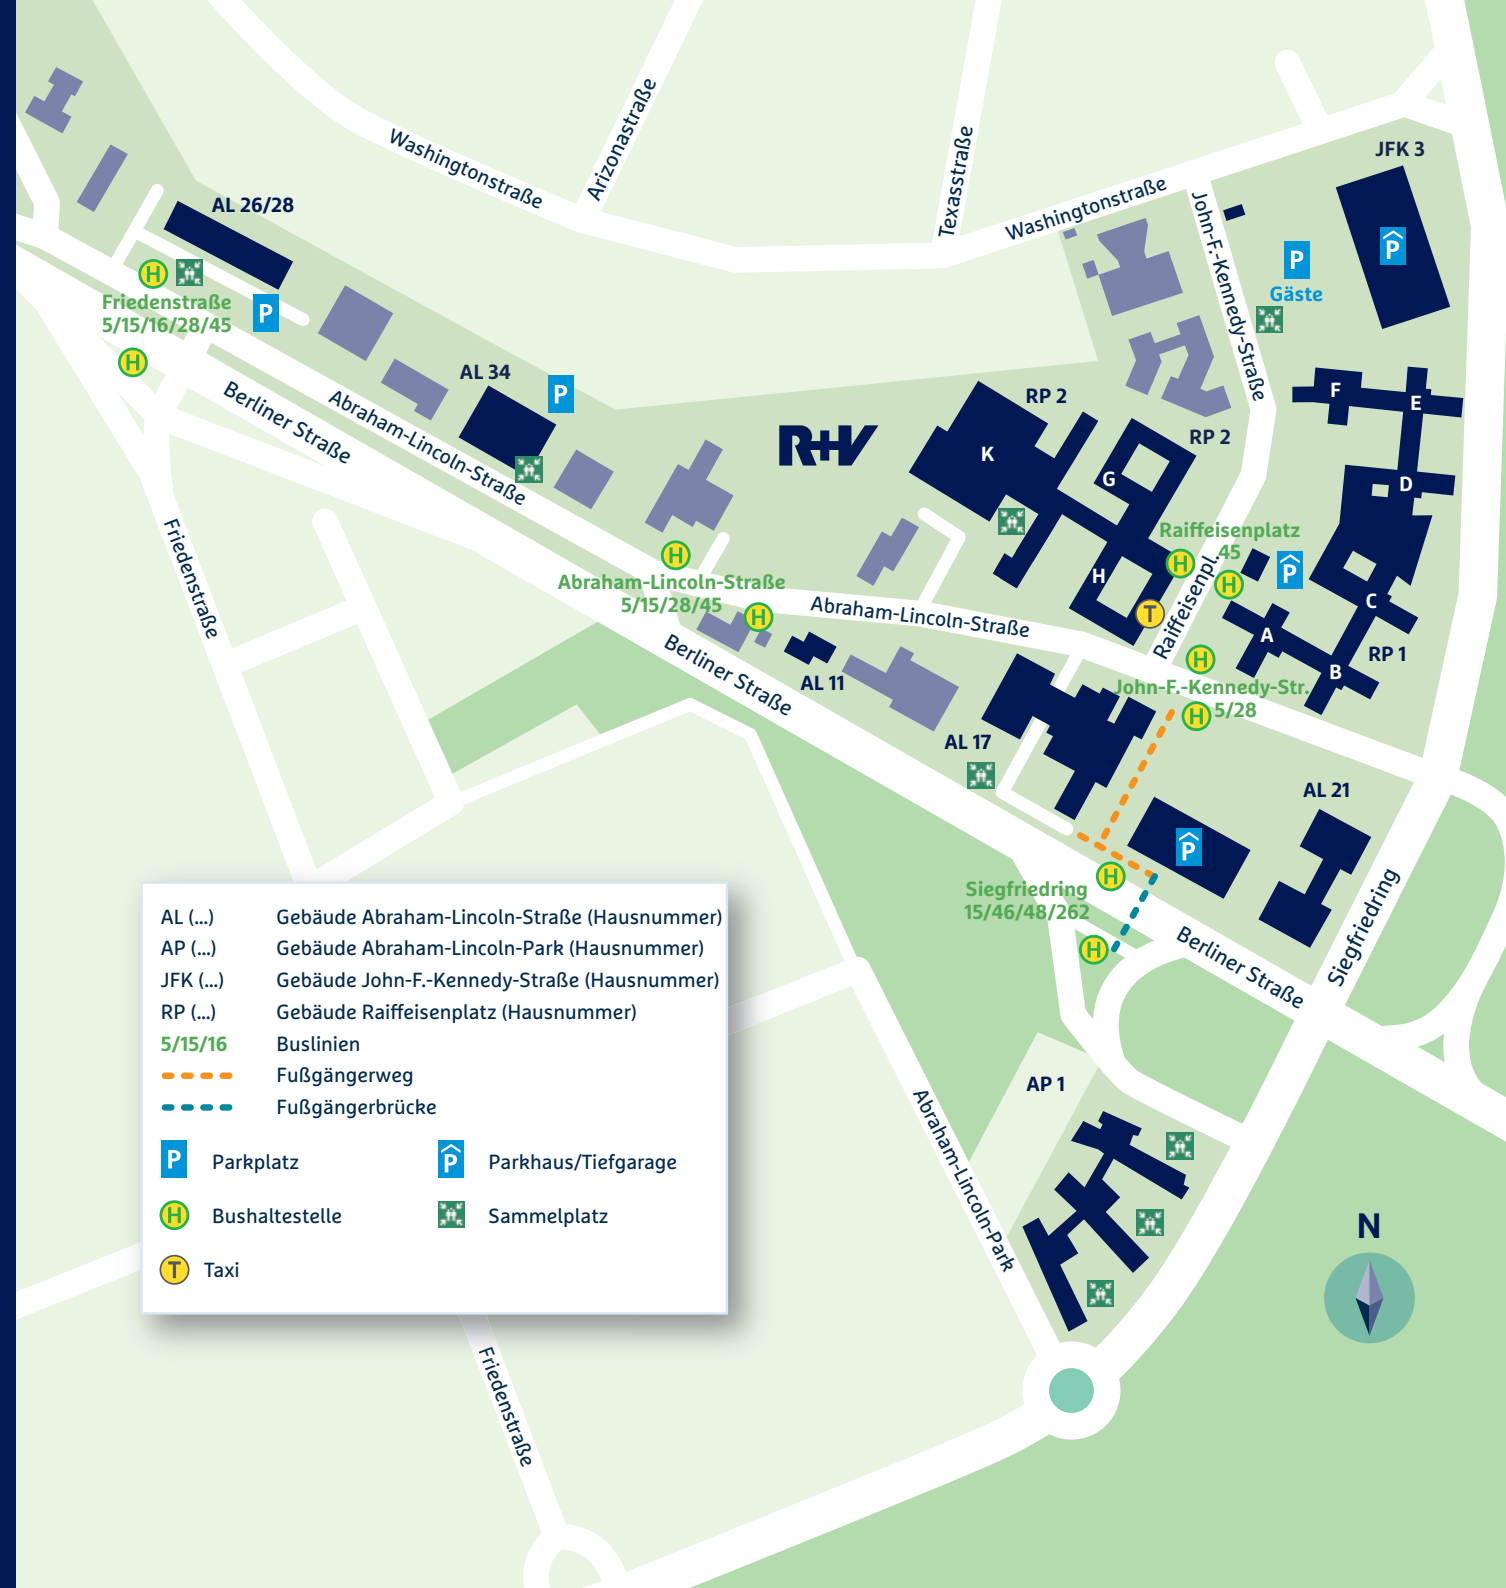 Washingtonstraße
Arizonastraße
Texasstraße
Washingtonstraße
John-F.-Kennedy-Straße
JFK 3
P
P
Gäste
AL 26/28
H
Friedenstraße
5/15/16/28/45
P
H
Berliner Straße
Abraham-Lincoln-Straße
AL 34
P
R+V
RP 2
K
RP 2
G
H
F
E
D
Raiffeisenplatz
45
H
H
P
T
Raiffeisenpl.
A
B
C
RP 1
Friedenstraße
H
Abraham-Lincoln-Straße
5/15/28/45
H
Abraham-Lincoln-Straße
H
John-F.-Kennedy-Str.
5/28
H
Berliner Straße
AL 11
AL 17
AL 21
P
H
Siegfriedring
15/46/48/262
H
Berliner Straße
Siegfriedring
AL (...) Gebäude Abraham-Lincoln-Straße (Hausnummer)
AP (...) Gebäude Abraham-Lincoln-Park (Hausnummer)
JFK (...) Gebäude John-F.-Kennedy-Straße (Hausnummer)
RP (...) Gebäude Raiffeisenplatz (Hausnummer)
5/15/16 Buslinien
Fußgängerweg
Fußgängerbrücke
P Parkplatz
P Parkhaus/Tiefgarage
H Bushaltestelle
Sammelplatz
T Taxi
AP 1
Abraham-Lincoln-Park
N
Friedenstraße